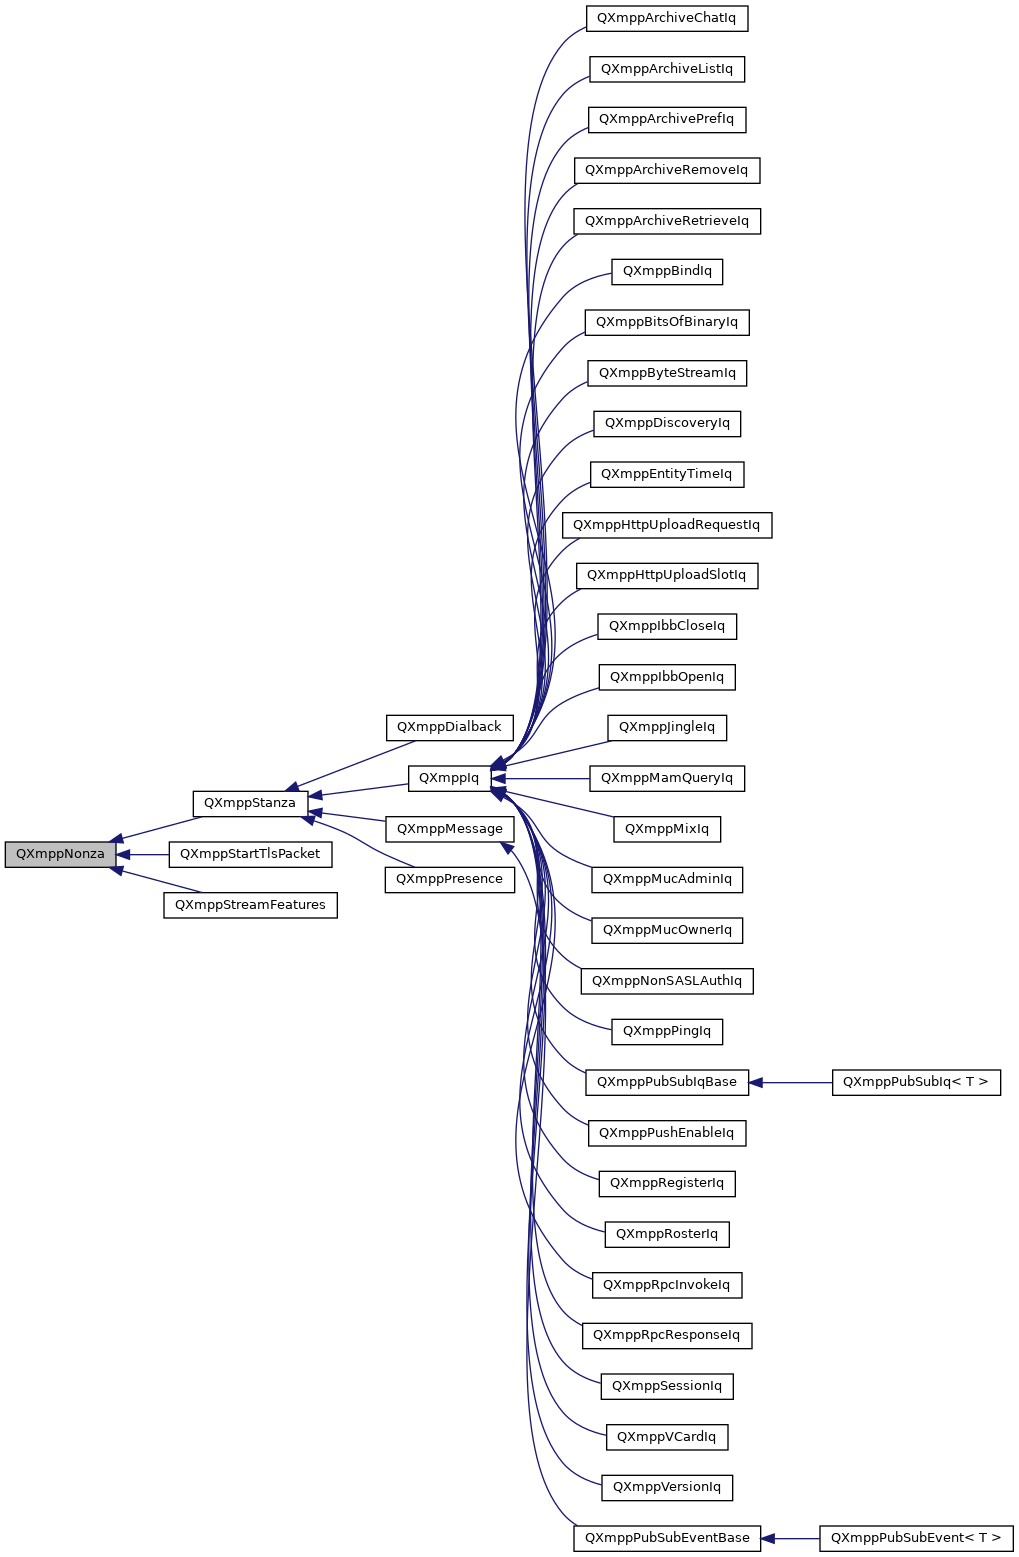 QXmppArchiveChatIq
QXmppArchiveListIq
QXmppArchivePrefIq
QXmppArchiveRemoveIq
QXmppArchiveRetrieveIq
QXmppBindIq
QXmppBitsOfBinaryIq
QXmppByteStreamIq
QXmppDiscoveryIq
QXmppEntityTimeIq
QXmppHttpUploadRequestIq
QXmppHttpUploadSlotIq
QXmppIbbCloseIq
QXmppIbbOpenIq
QXmppDialback
QXmppJingleIq
QXmppIq
QXmppMamQueryIq
QXmppStanza
QXmppMessage
QXmppMixIq
QXmppNonza
QXmppStartTlsPacket
QXmppPresence
QXmppMucAdminIq
QXmppStreamFeatures
QXmppMucOwnerIq
QXmppNonSASLAuthIq
QXmppPingIq
QXmppPubSubIqBase
QXmppPubSubIq< T >
QXmppPushEnableIq
QXmppRegisterIq
QXmppRosterIq
QXmppRpcInvokeIq
QXmppRpcResponseIq
QXmppSessionIq
QXmppVCardIq
QXmppVersionIq
QXmppPubSubEventBase
QXmppPubSubEvent< T >